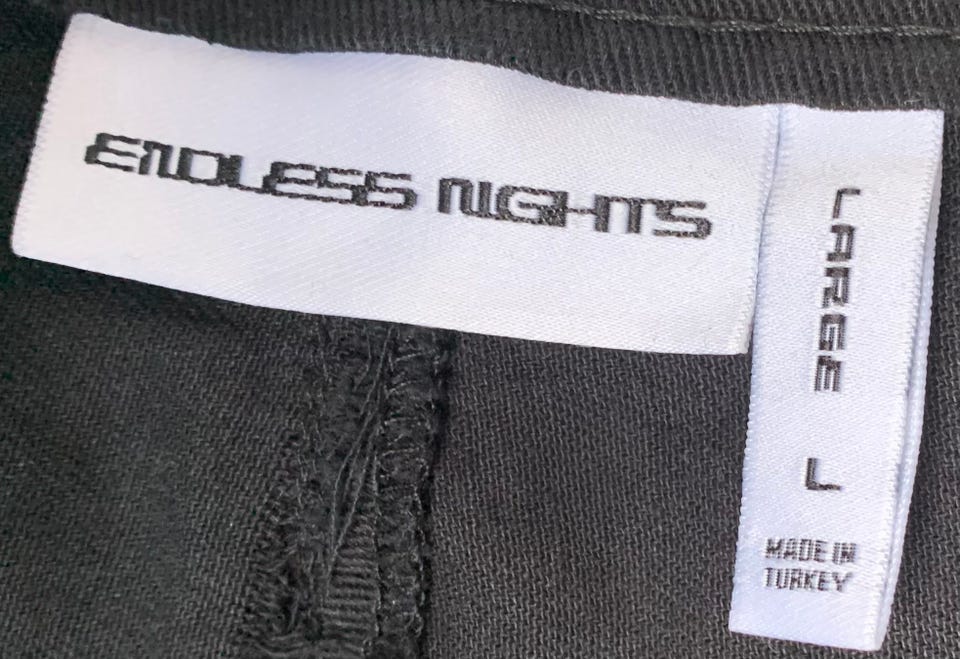 ENDLESS NIGHTS
LARGE L
MADE IN
TURKEY